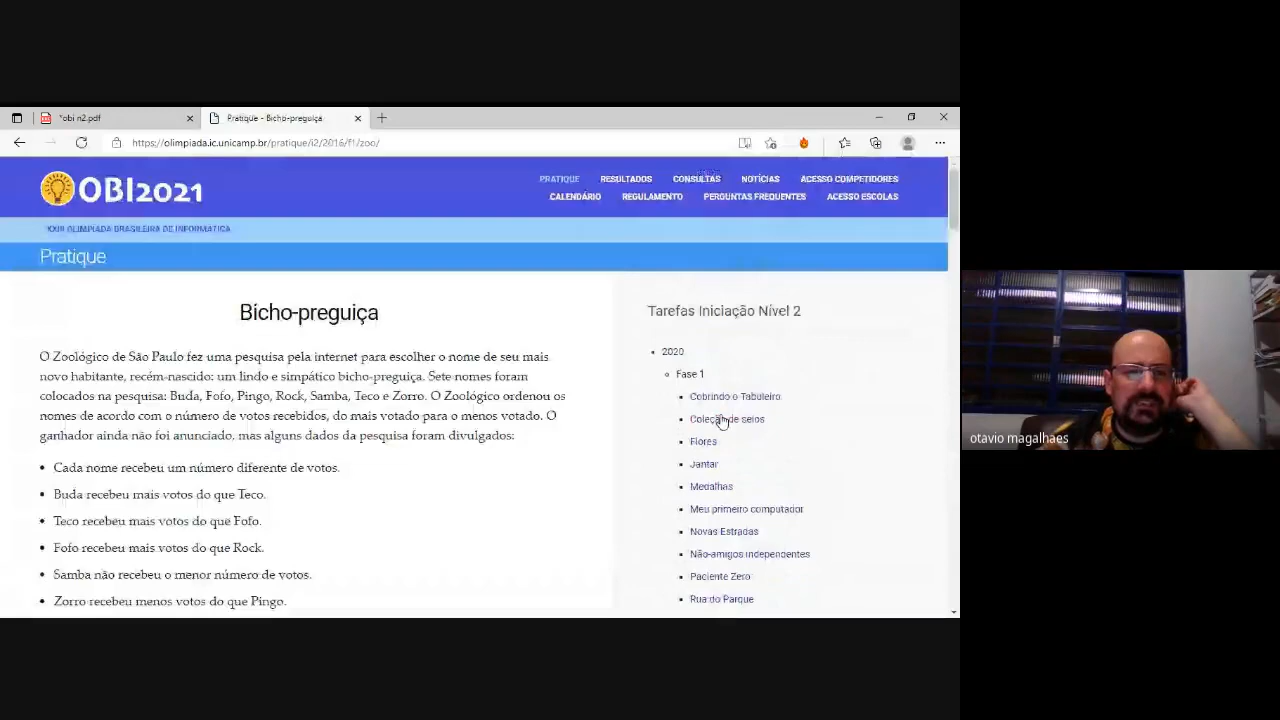 *obi n2.pdf
Pratique - Bicho-preguiça
https://olimpiada.ic.unicamp.br/pratique/i2/2016/f1/zoo/
OBI2021
PRATIQUE RESULTADOS CONSULTAS NOTÍCIAS ACESSO COMPETIDORES
CALENDÁRIO REGULAMENTO PERGUNTAS FREQUENTES ACESSO ESCOLAS
XXIII OLIMPÍADA BRASILEIRA DE INFORMÁTICA
Pratique
Bicho-preguiça
O Zoológico de São Paulo fez uma pesquisa pela internet para escolher o nome de seu mais
novo habitante, recém-nascido: um lindo e simpático bicho-preguiça. Sete nomes foram
colocados na pesquisa: Buda, Fofo, Pingo, Rock, Samba, Teco e Zorro. O Zoológico ordenou os
nomes de acordo com o número de votos recebidos, do mais votado para o menos votado. O
ganhador ainda não foi anunciado, mas alguns dados da pesquisa foram divulgados:
Cada nome recebeu um número diferente de votos.
Buda recebeu mais votos do que Teco.
Teco recebeu mais votos do que Fofo.
Fofo recebeu mais votos do que Rock.
Samba não recebeu o menor número de votos.
Zorro recebeu menos votos do que Pingo.
Tarefas Iniciação Nível 2
2020
Fase 1
Cobrindo o Tabuleiro
Coleção de selos
Flores
Jantar
Medalhas
Meu primeiro computador
Novas Estradas
Não-amigos independentes
Paciente Zero
Rua do Parque
otavio magalhaes